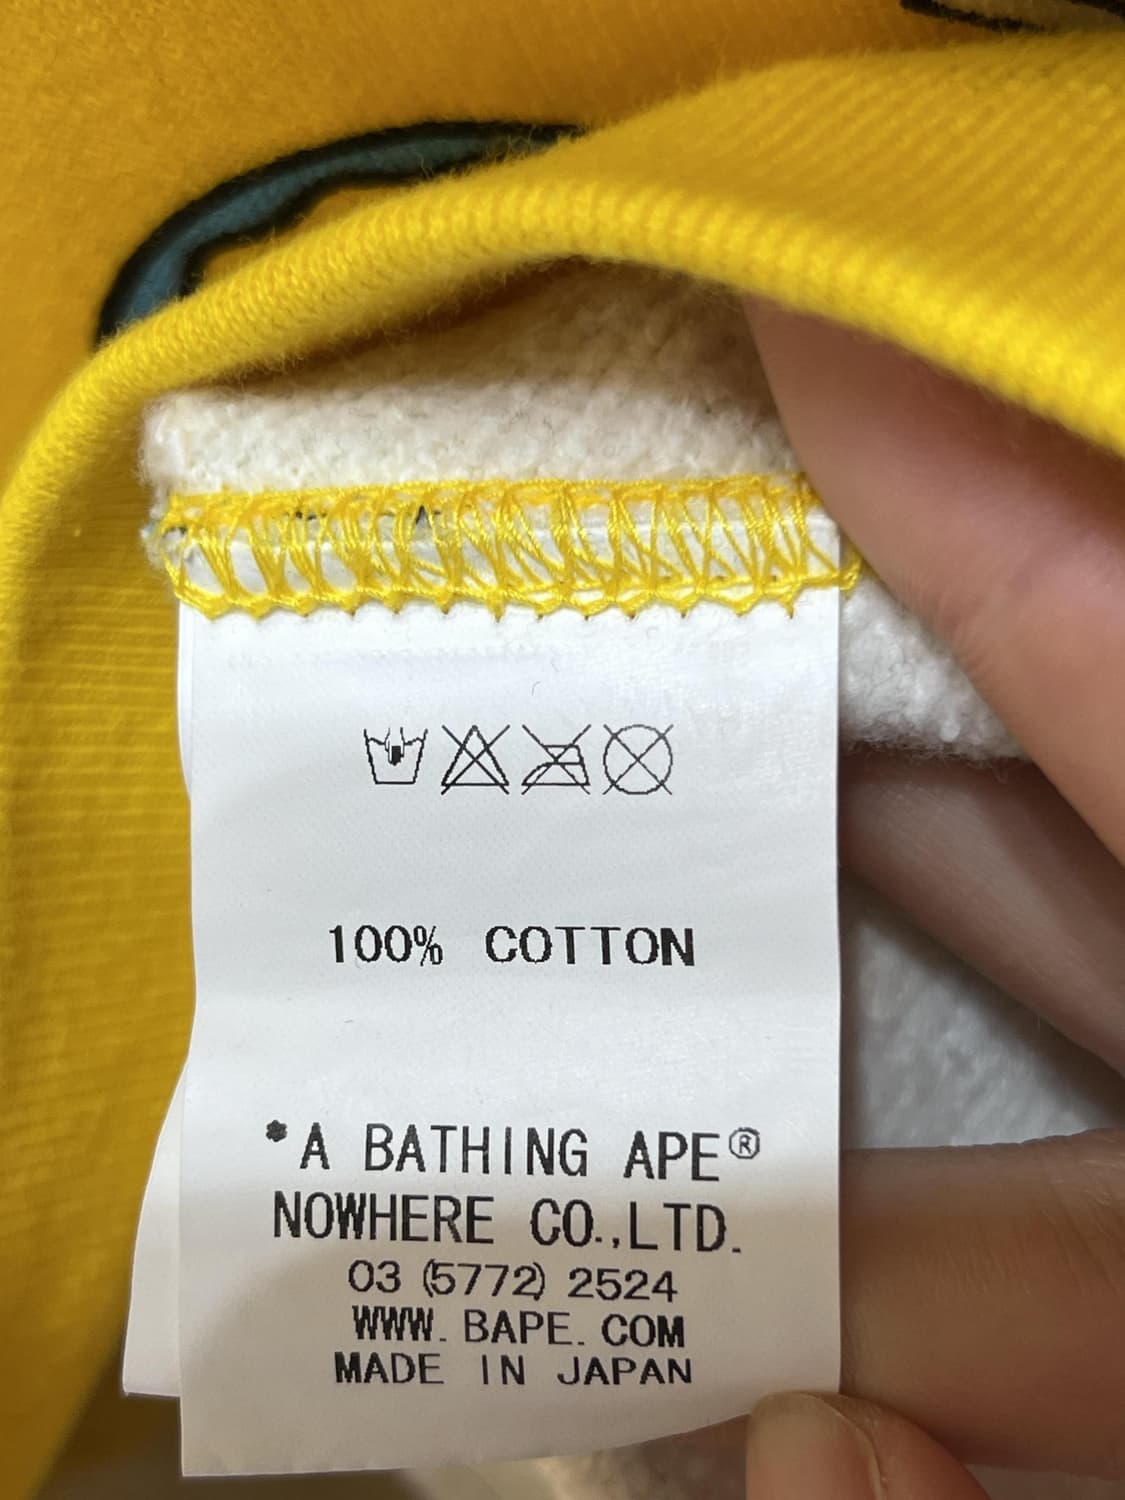 100% COTTON
*A BATHING APE®
NOWHERE CO.,LTD.
03 (5772) 2524
WWW. BAPE. COM
MADE IN JAPAN